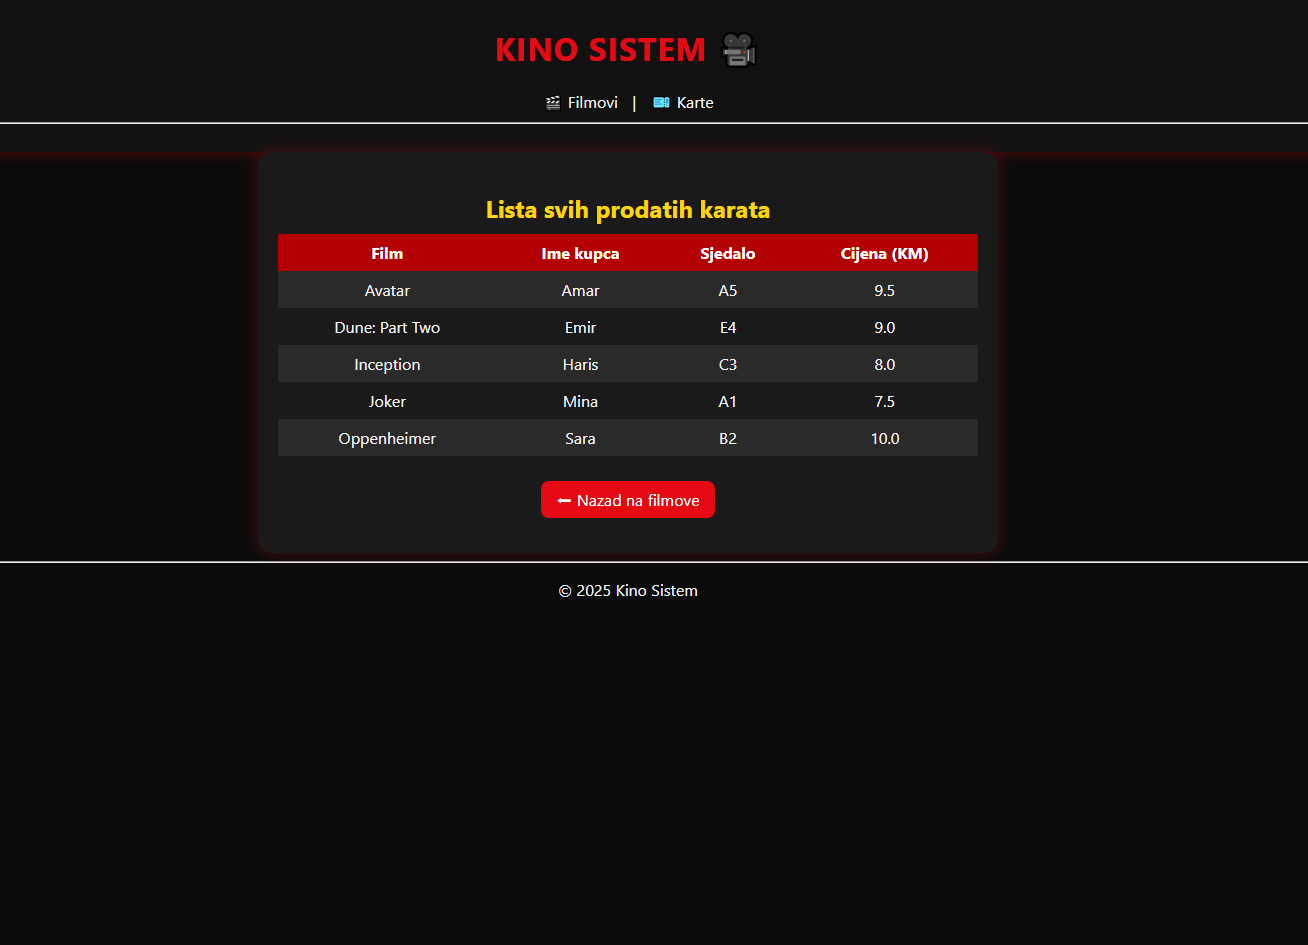 KINO SISTEM 🎥
🎬 Filmovi | 🎫 Karte
Lista svih prodatih karata
Film Ime kupca Sjedalo Cijena (KM)
Avatar Amar A5 9.5
Dune: Part Two Emir E4 9.0
Inception Haris C3 8.0
Joker Mina A1 7.5
Oppenheimer Sara B2 10.0
⬅ Nazad na filmove
© 2025 Kino Sistem